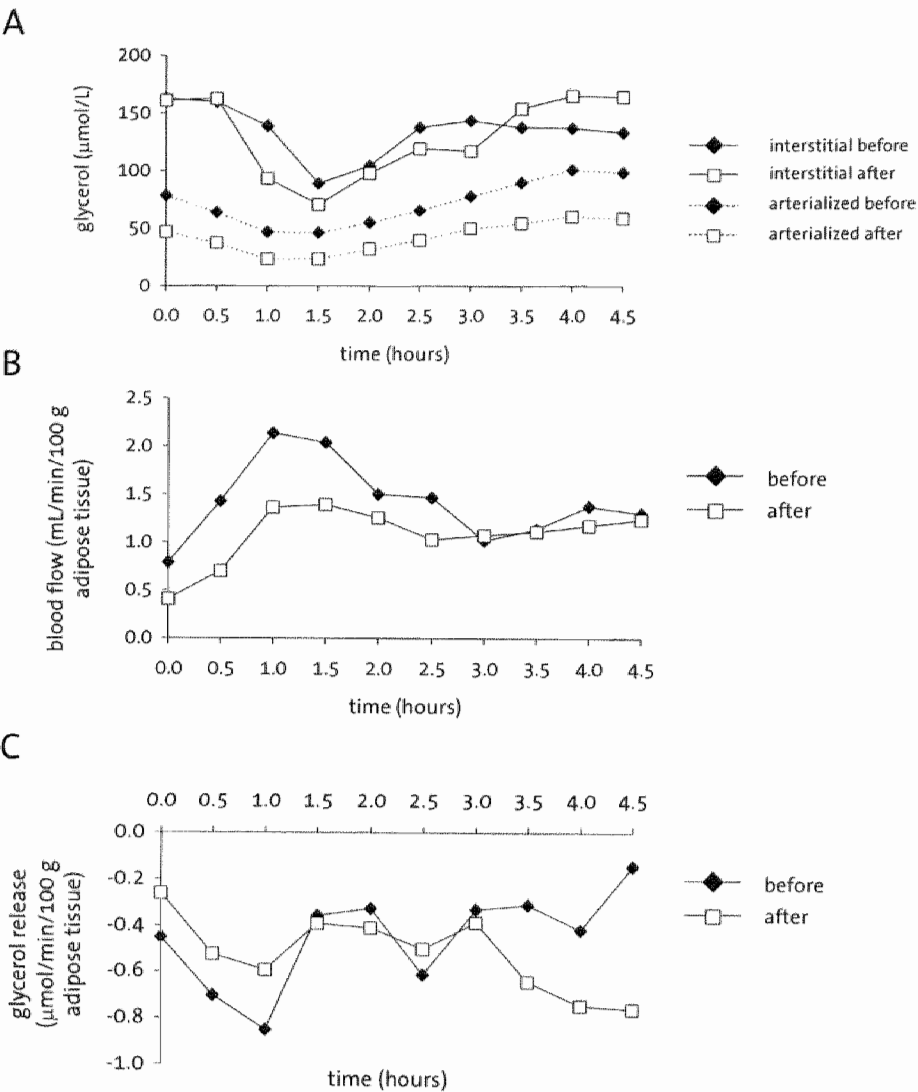 A
glycerol (µmol/L)
200
150
100
50
0
0.0 0.5 1.0 1.5 2.0 2.5 3.0 3.5 4.0 4.5
time (hours)
interstitial before
interstitial after
arterialized before
arterialized after
B
blood flow (mL/min/100 g
adipose tissue)
2.5
2.0
1.5
1.0
0.5
0.0
0.0 0.5 1.0 1.5 2.0 2.5 3.0 3.5 4.0 4.5
time (hours)
before
after
C
glycerol release
(µmol/min/100 g
adipose tissue)
0.0 0.5 1.0 1.5 2.0 2.5 3.0 3.5 4.0 4.5
0.0
-0.2
-0.4
-0.6
-0.8
-1.0
time (hours)
before
after